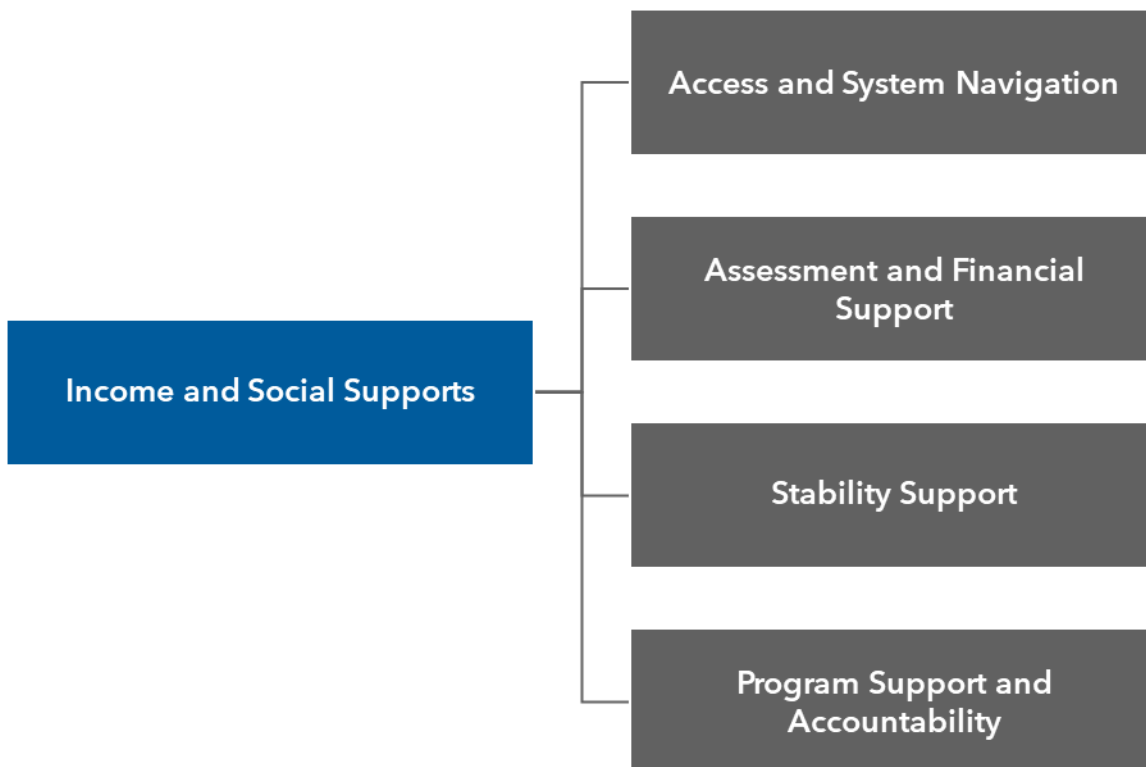 Access and System Navigation
Assessment and Financial
Support
Income and Social Supports
Stability Support
Program Support and
Accountability